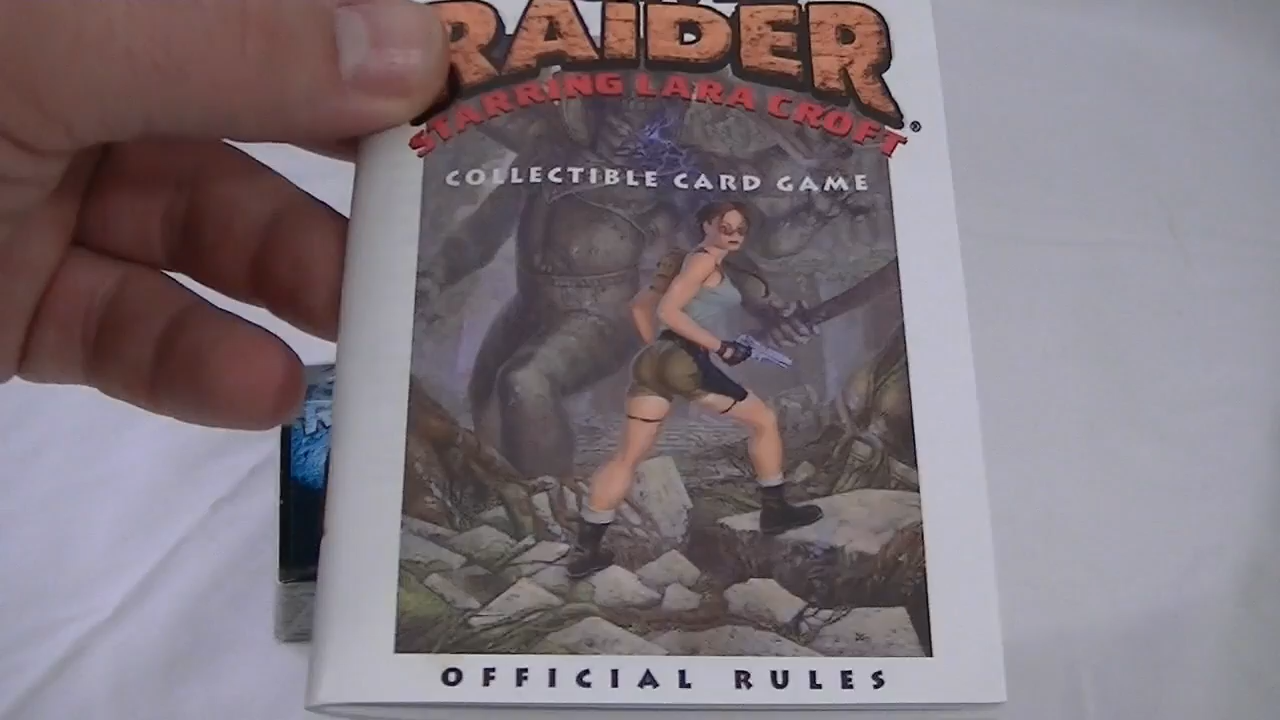 RAIDER
STARRING LARA CROFT®
COLLECTIBLE CARD GAME
OFFICIAL RULES